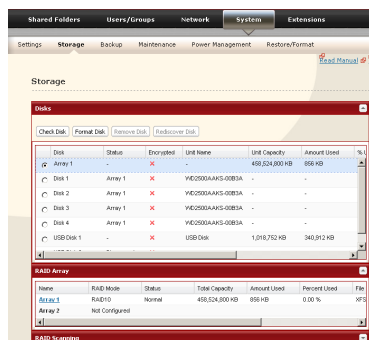 Shared Folders Users/Groups Network System Extensions
Settings Storage Backup Maintenance Power Management Restore/Format
Read Manual
Storage
Disks
Check Disk Format Disk Remove Disk Rediscover Disk
Disk Status Encrypted Unit Name Unit Capacity Amount Used % U
Array 1 - - 458,524,800 KB 856 KB
Disk 1 Array 1 WD2500AAKS-00B3A - -
Disk 2 Array 1 WD2500AAKS-00B3A - -
Disk 3 Array 1 WD2500AAKS-00B3A - -
Disk 4 Array 1 WD2500AAKS-00B3A - -
USB Disk 1 - USB Disk 1,018,752 KB 340,912 KB
RAID Array
Name RAID Mode Status Total Capacity Amount Used Percent Used File
Array 1 RAID10 Normal 458,524,800 KB 856 KB 0.00 % XFS
Array 2 Not Configured
RAID Scanning